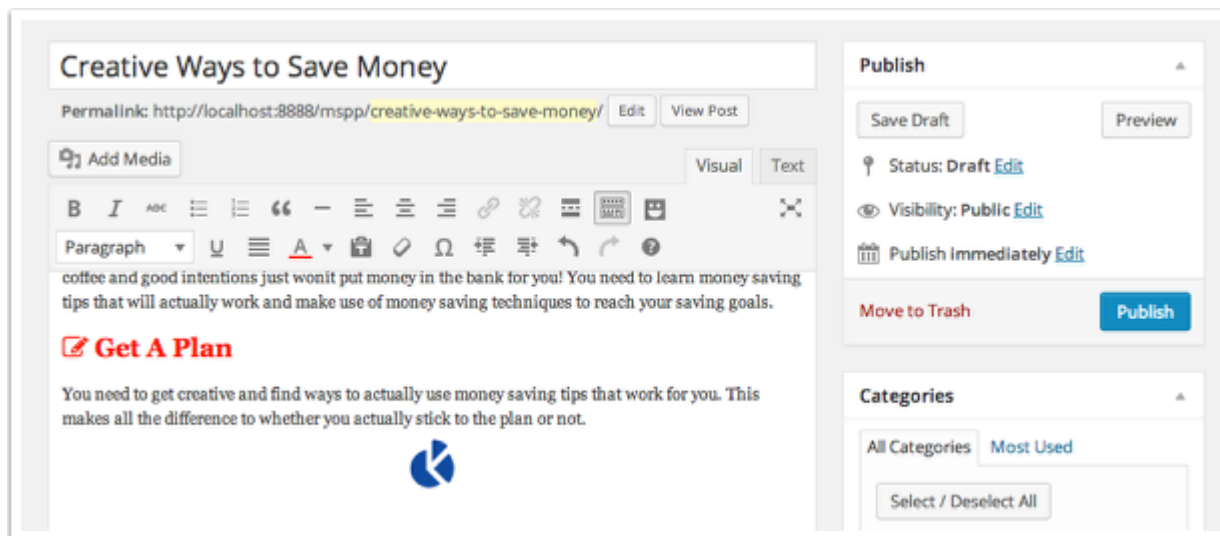 Creative Ways to Save Money
Permalink: http://localhost:8888/mspp/creative-ways-to-save-money/ Edit View Post
Add Media
Visual Text
B I ABC
Paragraph U A Ω
coffee and good intentions just wonit put money in the bank for you! You need to learn money saving
tips that will actually work and make use of money saving techniques to reach your saving goals.
Get A Plan
You need to get creative and find ways to actually use money saving tips that work for you. This
makes all the difference to whether you actually stick to the plan or not.
Publish
Save Draft Preview
Status: Draft Edit
Visibility: Public Edit
Publish immediately Edit
Move to Trash Publish
Categories
All Categories Most Used
Select / Deselect All